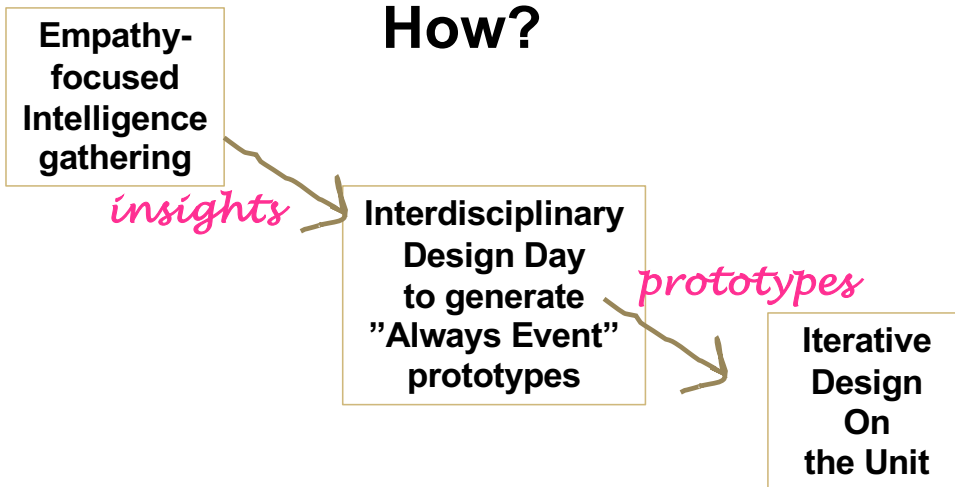 How?
Empathy-
focused
Intelligence
gathering
insights
Interdisciplinary
Design Day
to generate
”Always Event”
prototypes
prototypes
Iterative
Design
On
the Unit